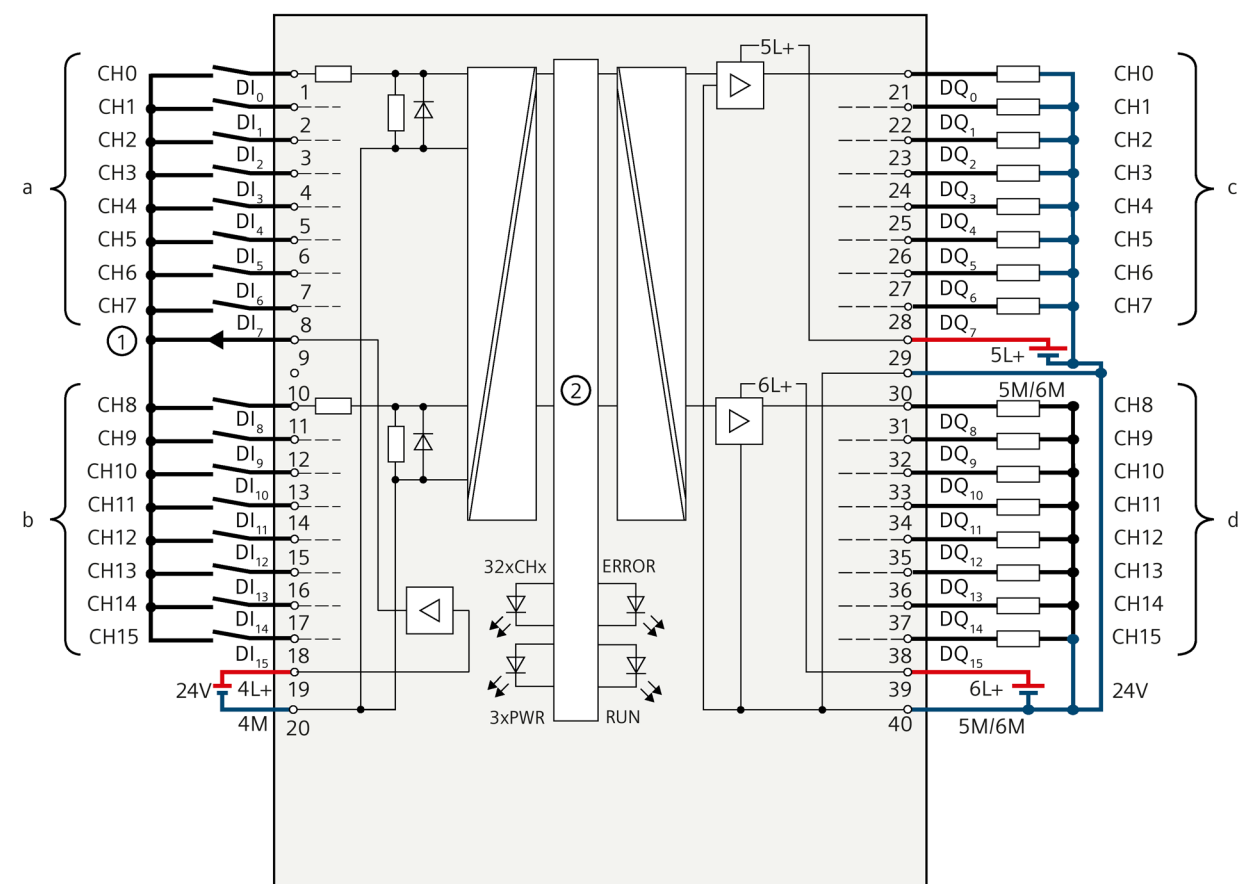 5L+
CH0
DI0
1
21
DQ0
CH0
CH1
DI1
2
22
DQ1
CH1
CH2
DI2
3
23
DQ2
CH2
CH3
DI3
4
24
DQ3
CH3
a
c
CH4
DI4
5
25
DQ4
CH4
CH5
DI5
6
26
DQ5
CH5
CH6
DI6
7
27
DQ6
CH6
CH7
DI7
8
28
DQ7
CH7
1
9
29
5L+
2
6L+
5M/6M
10
30
CH8
DI8
11
31
DQ8
CH8
CH9
DI9
12
32
DQ9
CH9
CH10
DI10
13
33
DQ10
CH10
CH11
DI11
14
34
DQ11
CH11
b
d
CH12
DI12
15
35
DQ12
CH12
32xCHx
ERROR
CH13
DI13
16
36
DQ13
CH13
CH14
DI14
17
37
DQ14
CH14
CH15
DI15
18
38
DQ15
CH15
24V
4L+
19
39
6L+
24V
4M
20
3xPWR
RUN
40
5M/6M